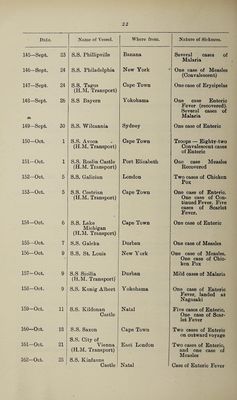 22
Date. Name of Vessel. Where from. Nature of Sickness.
145—Sept. 23 S.S. Phillipville Banana Several cases of
Malaria
146—Sept. 24 S.S. Philadelphia New York One case of Measles
(Convalescent)
147—Sept. 24 S.S. Tagus Cape Town One case of Erysipelas
(H.M. Transport)
148—Sept. 26 S.S Bayern Yokohama One case Enteric
Fever (recovered).
Several cases of
Malaria
149—Sept. 30 S.S. Wilcannia Sydney One case of Enteric
150—Oct. 1 S.S. Avoca Cape Town Troops — Eighty-two
(H.M. Transport) Convalescent cases
of Enteric
151—Oct. 1 S.S. Roslin Castle Port Elizabeth One case Measles
(H.M. Transport) Recovered
152—Oct. 5 S.S. Galician London Two cases of Chicken
Pox
153—Oct. 5 S.S. Cestrian Cape Town One case of Enteric.
(H.M. Transport) One case of Con-
tinued Fever. Five
cases of Scarlet
Fever.
154—Oct. 6 S.S. Lake Cape Town One case of Enteric
Michigan
(H.M. Transport)
155—Oct. 7 S.S. Galeka Durban One case of Measles
156—Oct. 9 S.S. St. Louis New York One case of Measles.
One case of Chic-
ken Pox
157—Oct. 9 S.S Sicilia Durban Mild cases of Malaria
(H.M. Transport)
158—Oct. 9 S.S. Konig Albert Yokohama One case of Enteric
Fever, landed at
Nagasaki
159—Oct. 11 S.S. Kildonan Natal Five cases of Enteric.
Castle One case of Scar-
let Fever
160—Oct. 13 S.S. Saxon Cape Town Two cases of Enteric
on outward voyage
S.S. City of
161—Oct. 21 Vienna East London Two cases of Enteric,
(H.M. Transport) and one case of
Measles
162—Oct. 25 S.S. Kinfauns
Castle Natal Case of Enteric Fever